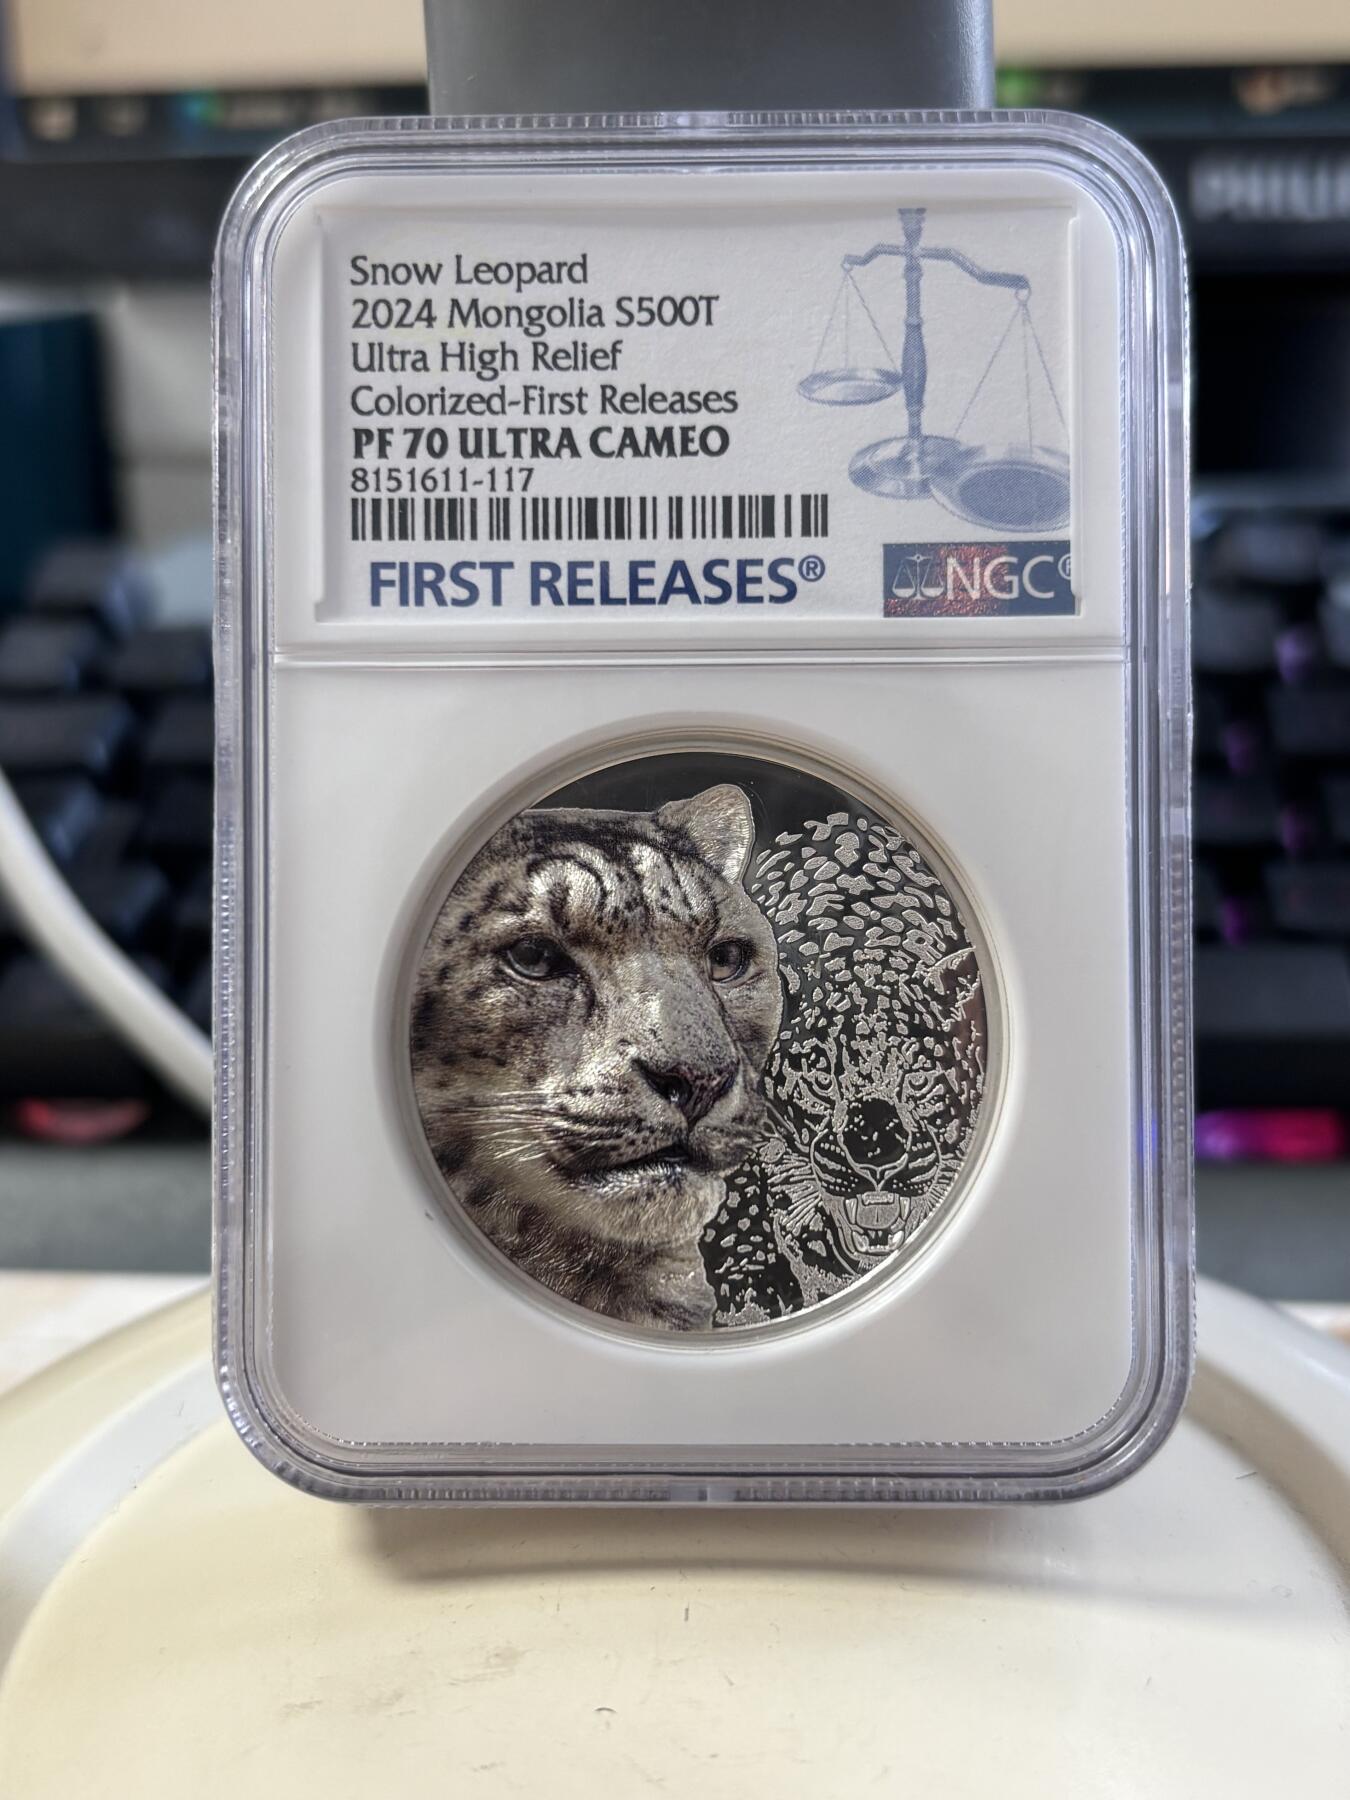 Snow Leopard
2024 Mongolia S500T
Ultra High Relief
Colorized-First Releases
PF 70 ULTRA CAMEO
8151611-117
FIRST RELEASES®
NGC®